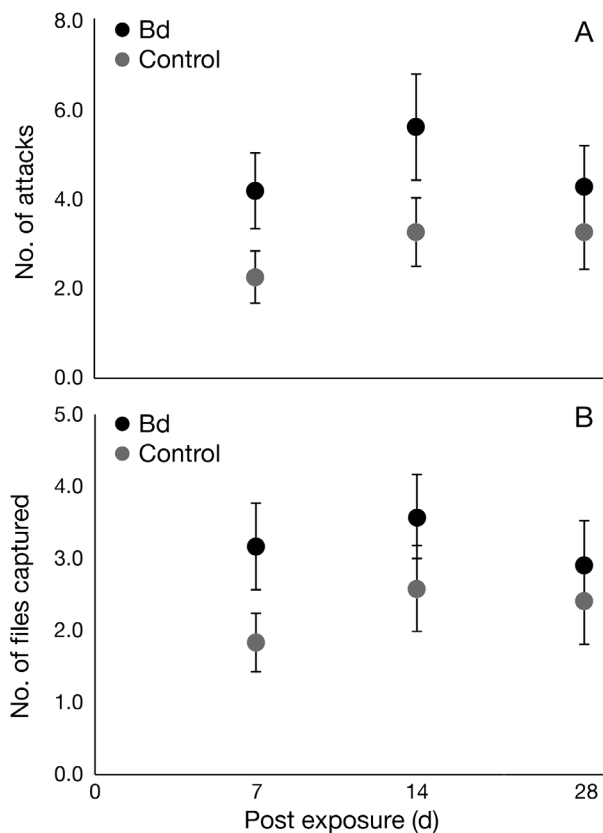 8.0
Bd
Control
A
6.0
4.0
2.0
0.0
No. of attacks
5.0
Bd
Control
B
4.0
3.0
2.0
1.0
0.0
No. of files captured
0
7
14
28
Post exposure (d)